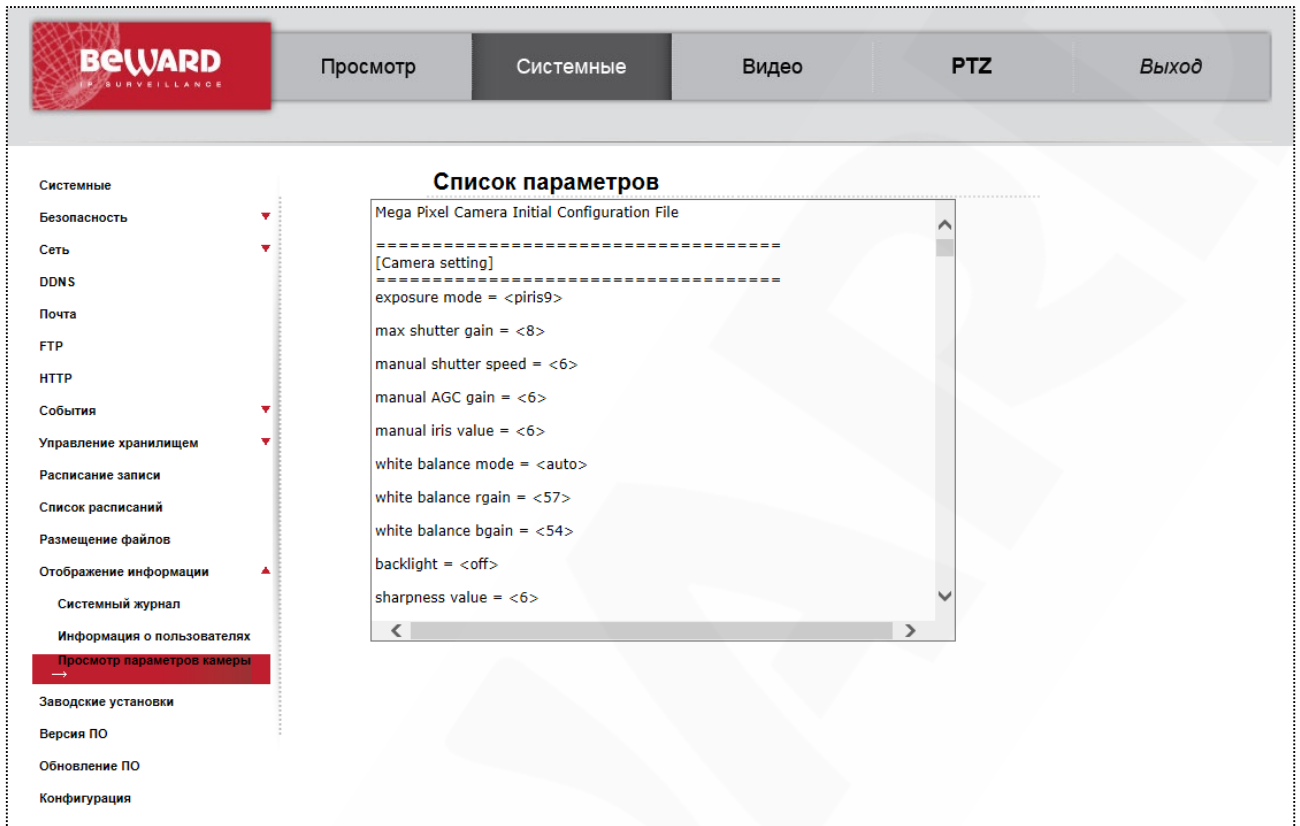 BEWARD
IP SURVEILLANCE
Просмотр
Системные
Видео
PTZ
Выход
Системные
Безопасность
Сеть
DDNS
Почта
FTP
HTTP
События
Управление хранилищем
Расписание записи
Список расписаний
Размещение файлов
Отображение информации
Системный журнал
Информация о пользователях
Просмотр параметров камеры
→
Заводские установки
Версия ПО
Обновление ПО
Конфигурация
Список параметров
Mega Pixel Camera Initial Configuration File
====================================
[Camera setting]
====================================
exposure mode = <piris9>
max shutter gain = <8>
manual shutter speed = <6>
manual AGC gain = <6>
manual iris value = <6>
white balance mode = <auto>
white balance rgain = <57>
white balance bgain = <54>
backlight = <off>
sharpness value = <6>